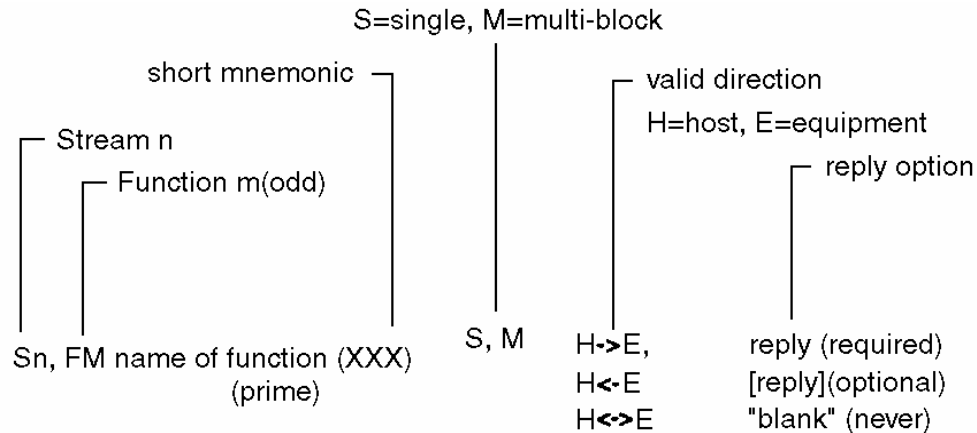 S=single, M=multi-block
short mnemonic
valid direction
H=host, E=equipment
Stream n
reply option
Function m(odd)
Sn, FM name of function (XXX)
(prime)
S, M
H->E,
reply (required)
H<-E
[reply](optional)
H<->E
"blank" (never)